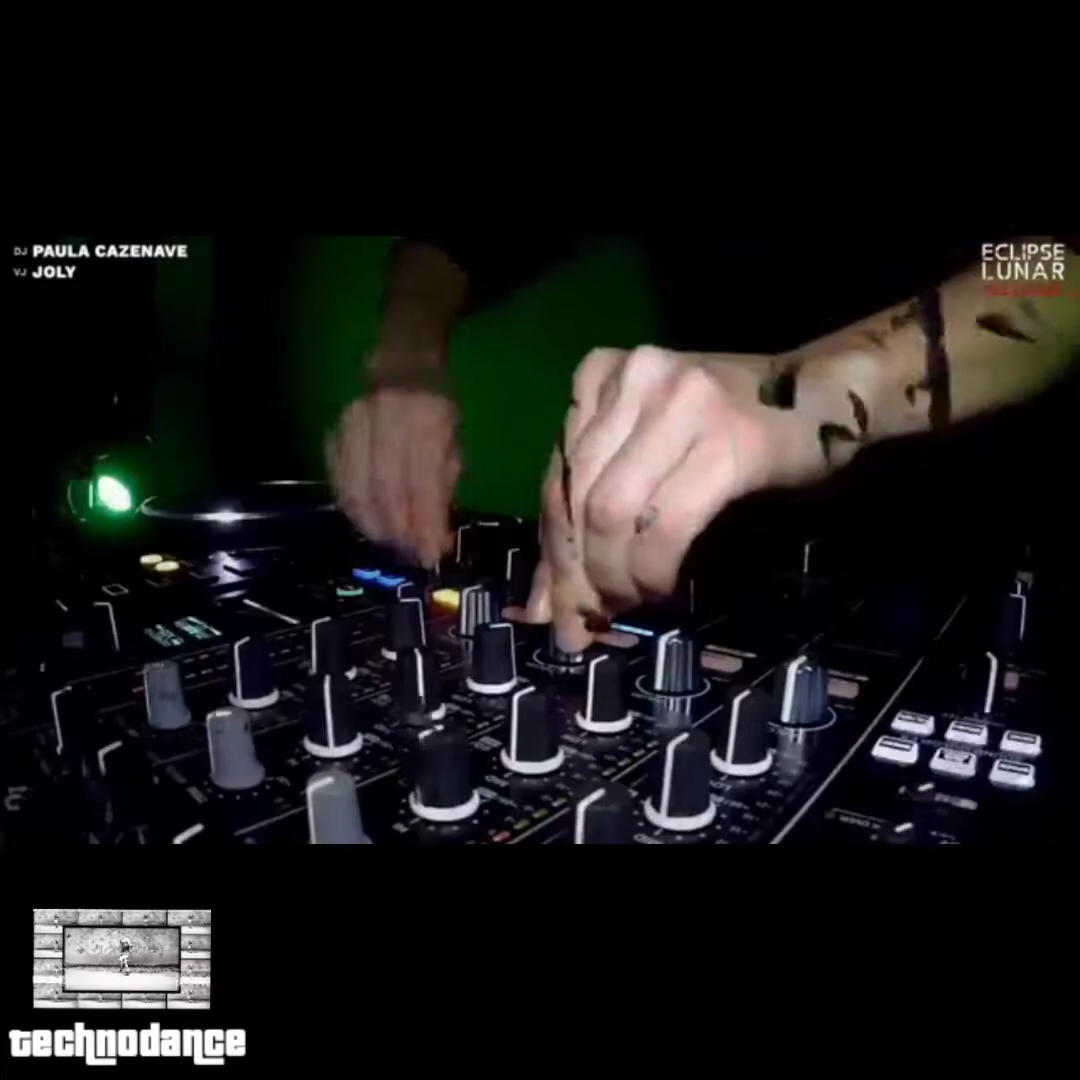 DJ PAULA CAZENAVE
VJ JOLY
ECLIPSE
LUNAR
technodance